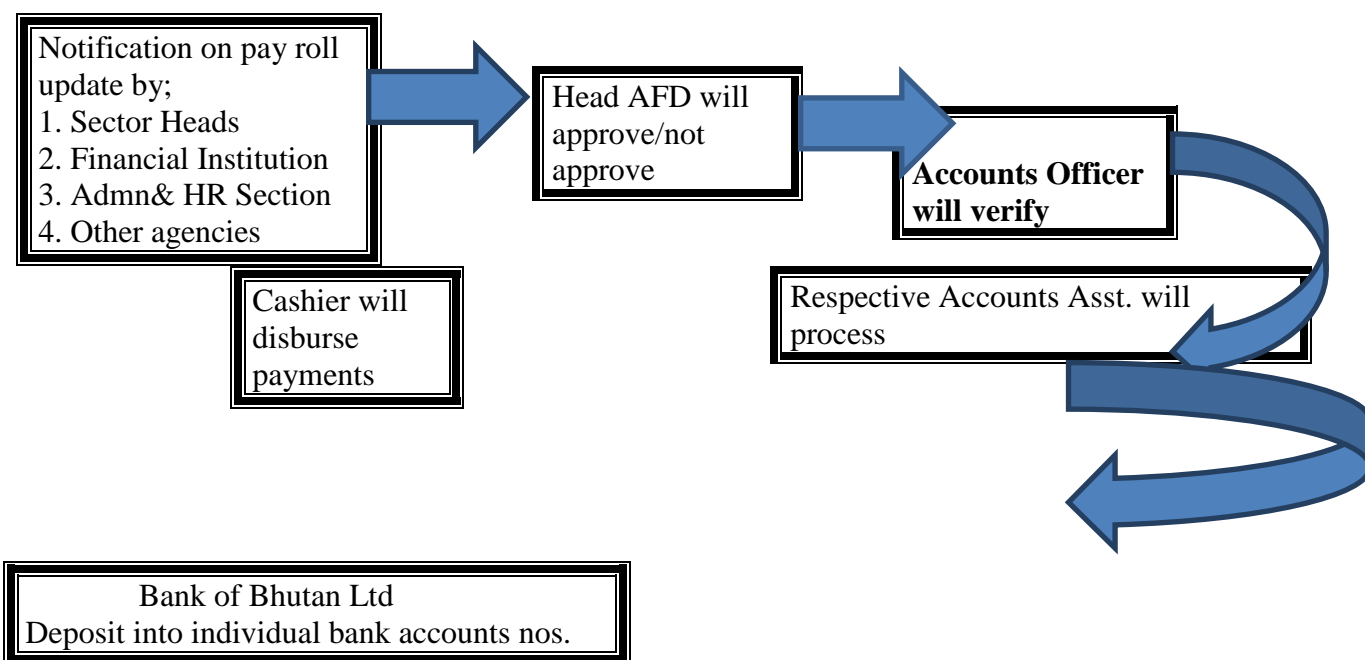 Notification on pay roll
update by;
1. Sector Heads
2. Financial Institution
3. Admn& HR Section
4. Other agencies
Head AFD will
approve/not
approve
Accounts Officer
will verify
Respective Accounts Asst. will
process
Cashier will
disburse
payments
Bank of Bhutan Ltd
Deposit into individual bank accounts nos.